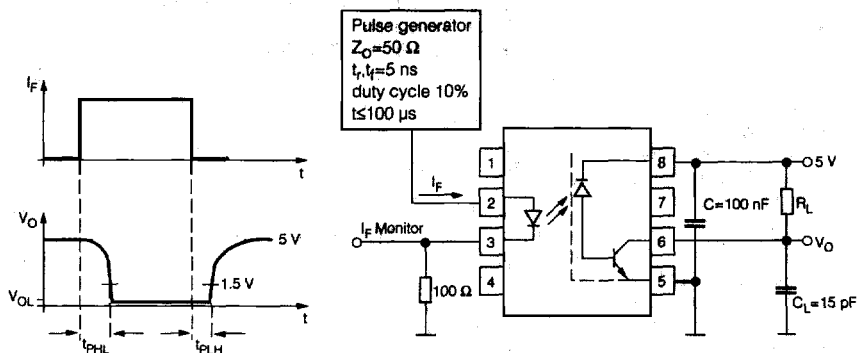 Pulse generator
Z_O=50 Ω
t_r,t_f=5 ns
duty cycle 10%
t≤100 µs
I_F
t
V_O
5 V
1.5 V
V_OL
t
t_PHL
t_PLH
I_F
I_F Monitor
100 Ω
1
2
3
4
8
7
6
5
C=100 nF
5 V
R_L
V_O
C_L=15 pF